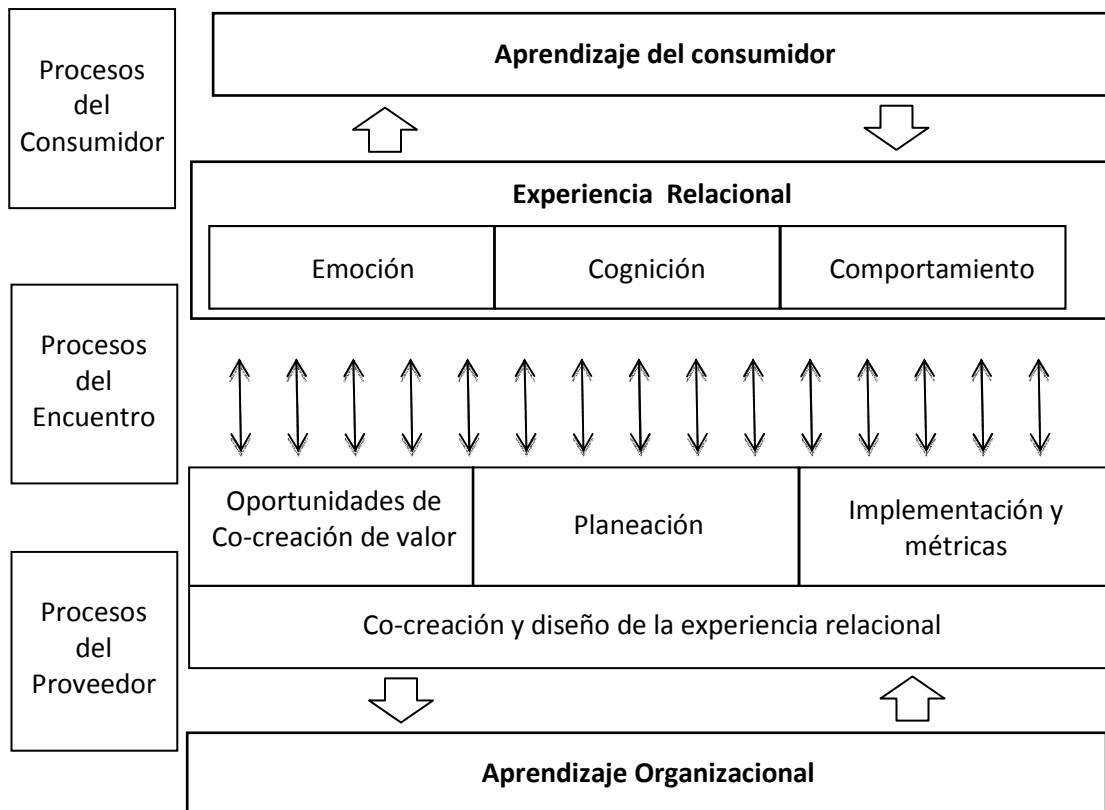 Procesos
del
Consumidor
Aprendizaje del consumidor
Experiencia Relacional
Emoción
Cognición
Comportamiento
Procesos
del
Encuentro
Oportunidades de
Co-creación de valor
Planeación
Implementación y
métricas
Procesos
del
Proveedor
Co-creación y diseño de la experiencia relacional
Aprendizaje Organizacional